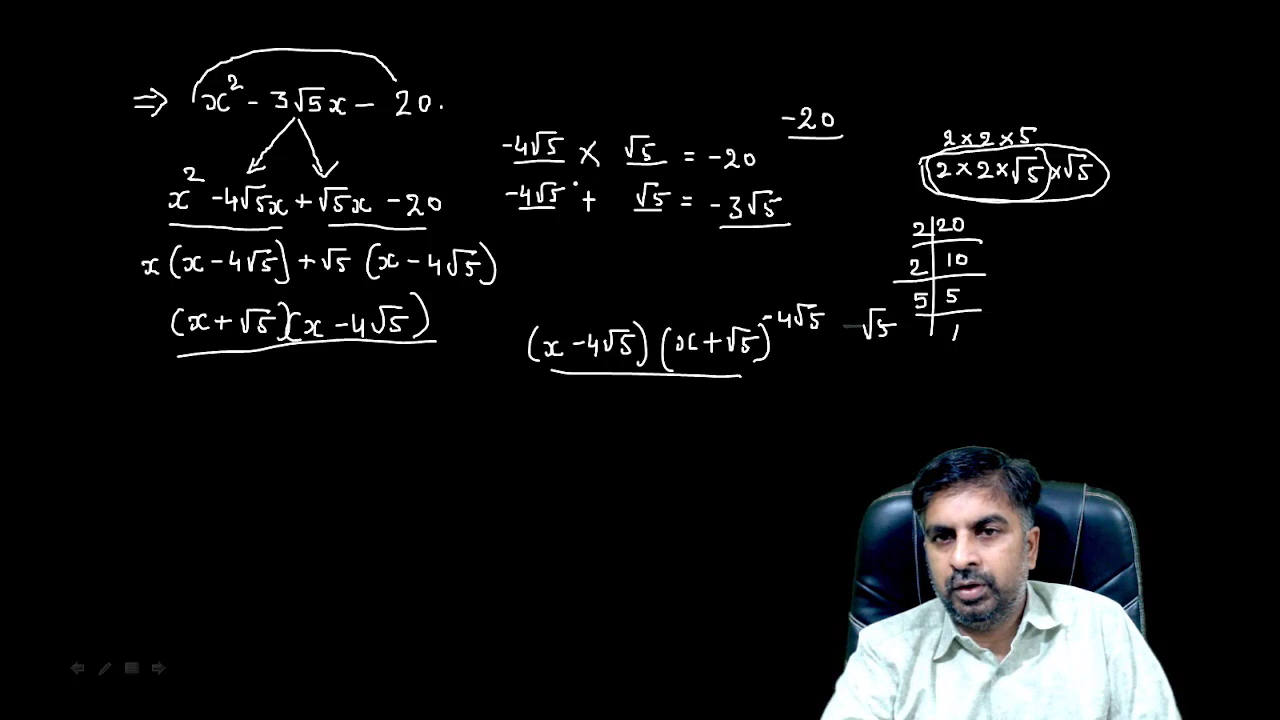 ⇒ x² - 3√5x - 20.
x² - 4√5x + √5x - 20
x(x - 4√5) + √5 (x - 4√5)
(x + √5)(x - 4√5)
-20
-4√5 × √5 = -20
-4√5 + √5 = -3√5
(x - 4√5) (x + √5) -4√5 -√5
2×2×5
2×2×√5×√5
2|20
2|10
5|5
|1